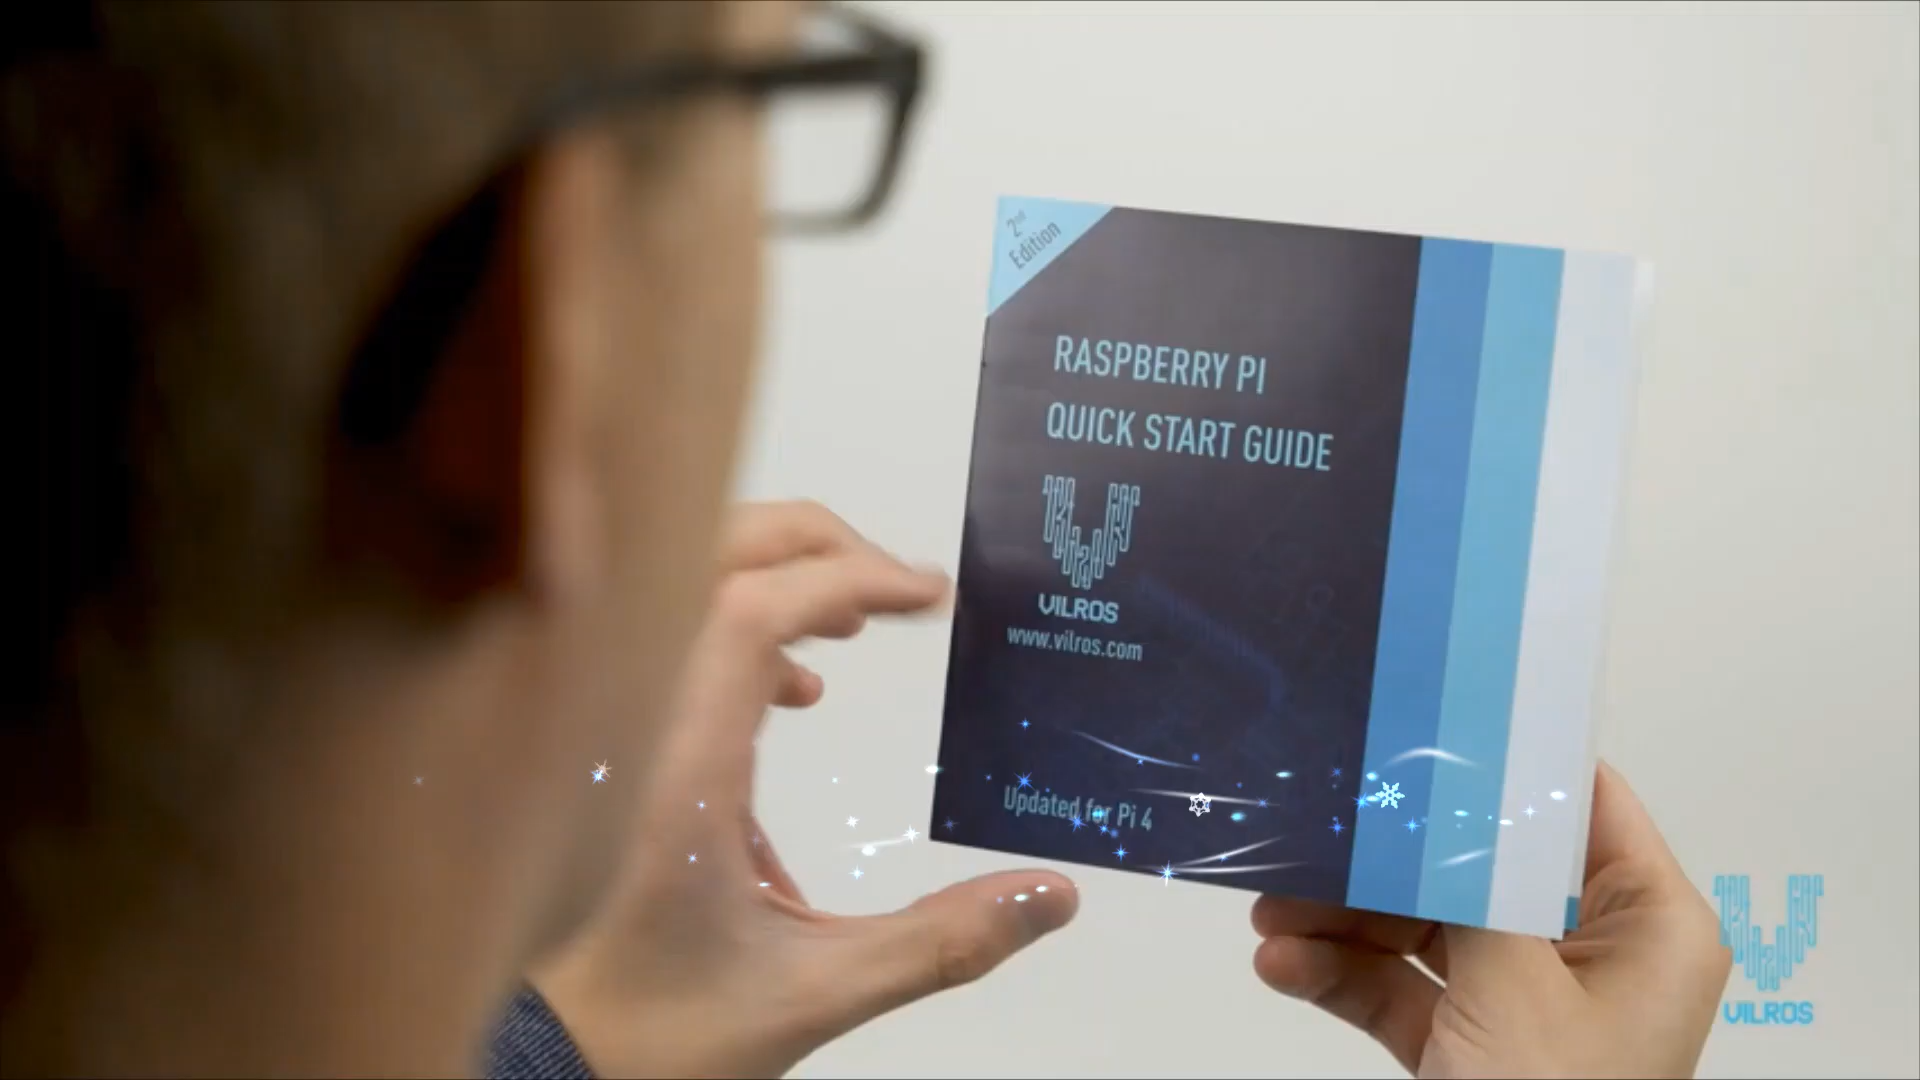 2nd
Edition
RASPBERRY PI
QUICK START GUIDE
VILROS
www.vilros.com
Updated for Pi 4
VILROS